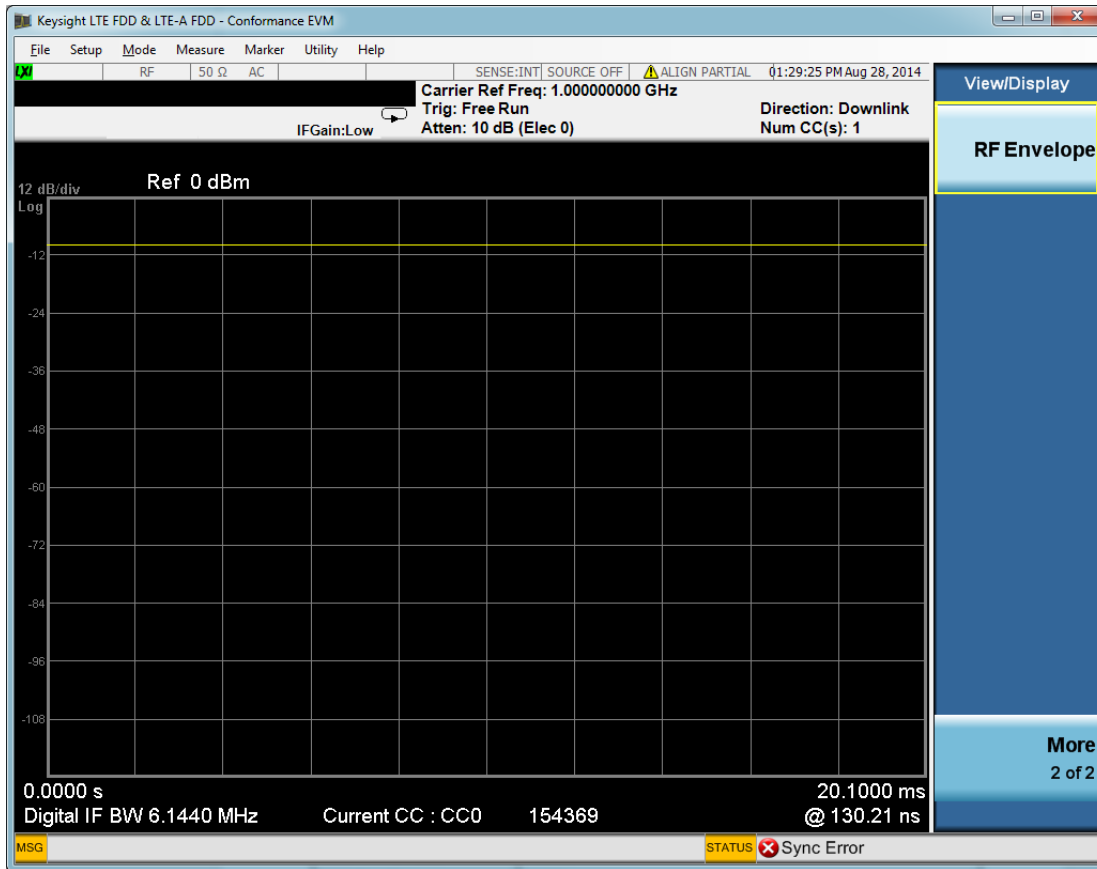 Keysight LTE FDD & LTE-A FDD - Conformance EVM
File Setup Mode Measure Marker Utility Help
LXI RF 50 Ω AC SENSE:INT SOURCE OFF ALIGN PARTIAL 01:29:25 PM Aug 28, 2014
Carrier Ref Freq: 1.000000000 GHz
Trig: Free Run Direction: Downlink
IFGain:Low Atten: 10 dB (Elec 0) Num CC(s): 1
View/Display
RF Envelope
12 dB/div Ref 0 dBm
Log
-12
-24
-36
-48
-60
-72
-84
-96
-108
More
2 of 2
0.0000 s 20.1000 ms
Digital IF BW 6.1440 MHz Current CC : CC0 154369 @ 130.21 ns
MSG STATUS Sync Error